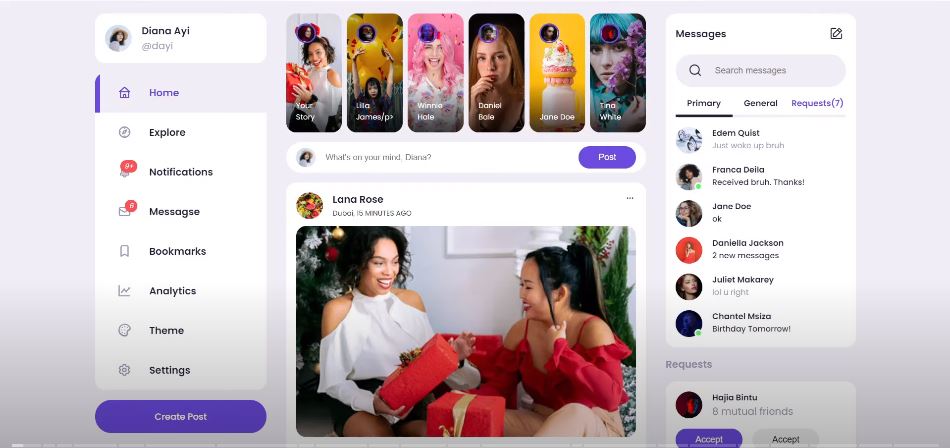 Diana Ayi
@dayi
Home
Explore
9+
Notifications
6
Messagse
Bookmarks
Analytics
Theme
Settings
Create Post
Your
Story
Lilla
James/p>
Winnie
Hale
Daniel
Bale
Jane Doe
Tina
White
What's on your mind, Diana?
Post
Lana Rose
Dubai, 15 MINUTES AGO
Messages
Search messages
Primary
General
Requests(7)
Edem Quist
Just woke up bruh
Franca Deila
Received bruh. Thanks!
Jane Doe
ok
Daniella Jackson
2 new messages
Juliet Makarey
lol u right
Chantel Msiza
Birthday Tomorrow!
Requests
Hajia Bintu
8 mutual friends
Accept
Accept